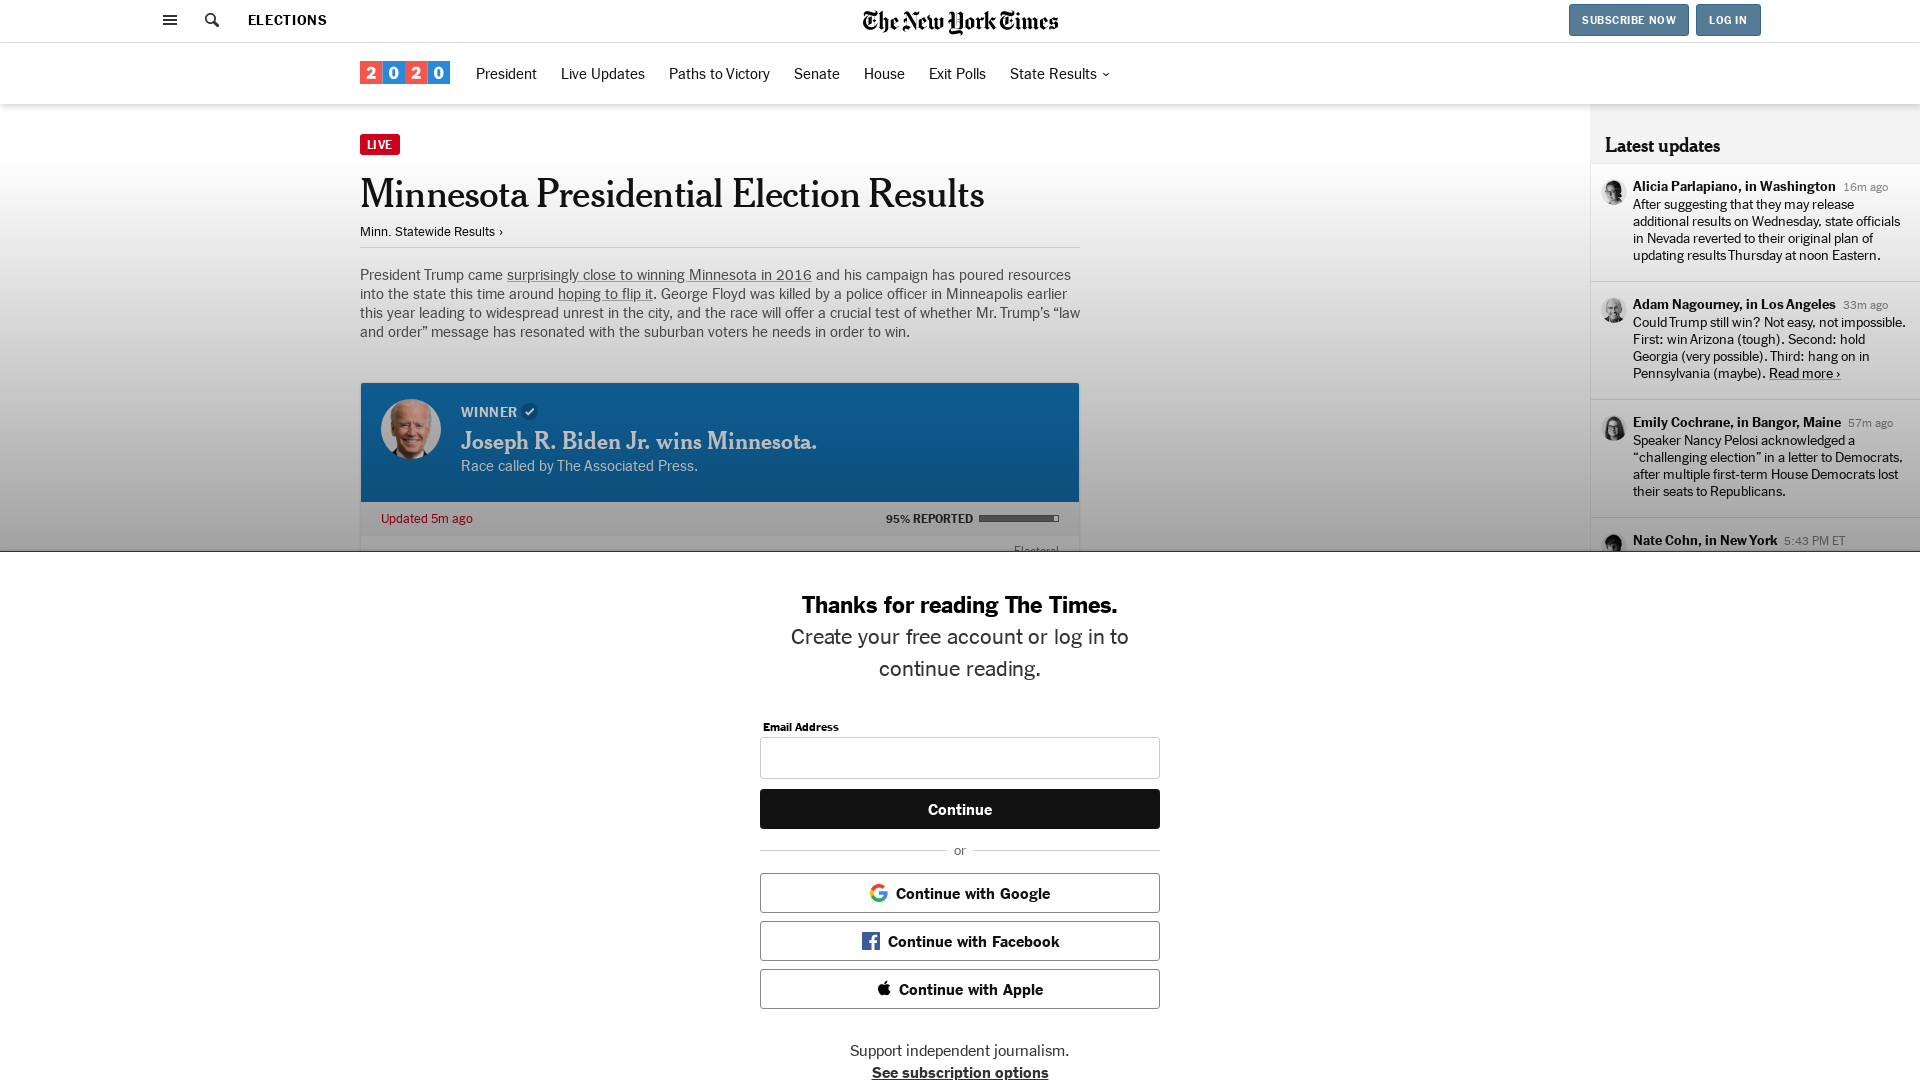 ELECTIONS
The New York Times
SUBSCRIBE NOW
LOG IN
2020
President
Live Updates
Paths to Victory
Senate
House
Exit Polls
State Results
LIVE
Minnesota Presidential Election Results
Minn. Statewide Results ›
President Trump came surprisingly close to winning Minnesota in 2016 and his campaign has poured resources
into the state this time around hoping to flip it. George Floyd was killed by a police officer in Minneapolis earlier
this year leading to widespread unrest in the city, and the race will offer a crucial test of whether Mr. Trump's “law
and order” message has resonated with the suburban voters he needs in order to win.
WINNER
Joseph R. Biden Jr. wins Minnesota.
Race called by The Associated Press.
Updated 5m ago
95% REPORTED
Electoral
Latest updates
Alicia Parlapiano, in Washington 16m ago
After suggesting that they may release
additional results on Wednesday, state officials
in Nevada reverted to their original plan of
updating results Thursday at noon Eastern.
Adam Nagourney, in Los Angeles 33m ago
Could Trump still win? Not easy, not impossible.
First: win Arizona (tough). Second: hold
Georgia (very possible). Third: hang on in
Pennsylvania (maybe). Read more ›
Emily Cochrane, in Bangor, Maine 57m ago
Speaker Nancy Pelosi acknowledged a
“challenging election” in a letter to Democrats,
after multiple first-term House Democrats lost
their seats to Republicans.
Nate Cohn, in New York 5:43 PM ET
Thanks for reading The Times.
Create your free account or log in to
continue reading.
Email Address
Continue
or
Continue with Google
Continue with Facebook
Continue with Apple
Support independent journalism.
See subscription options